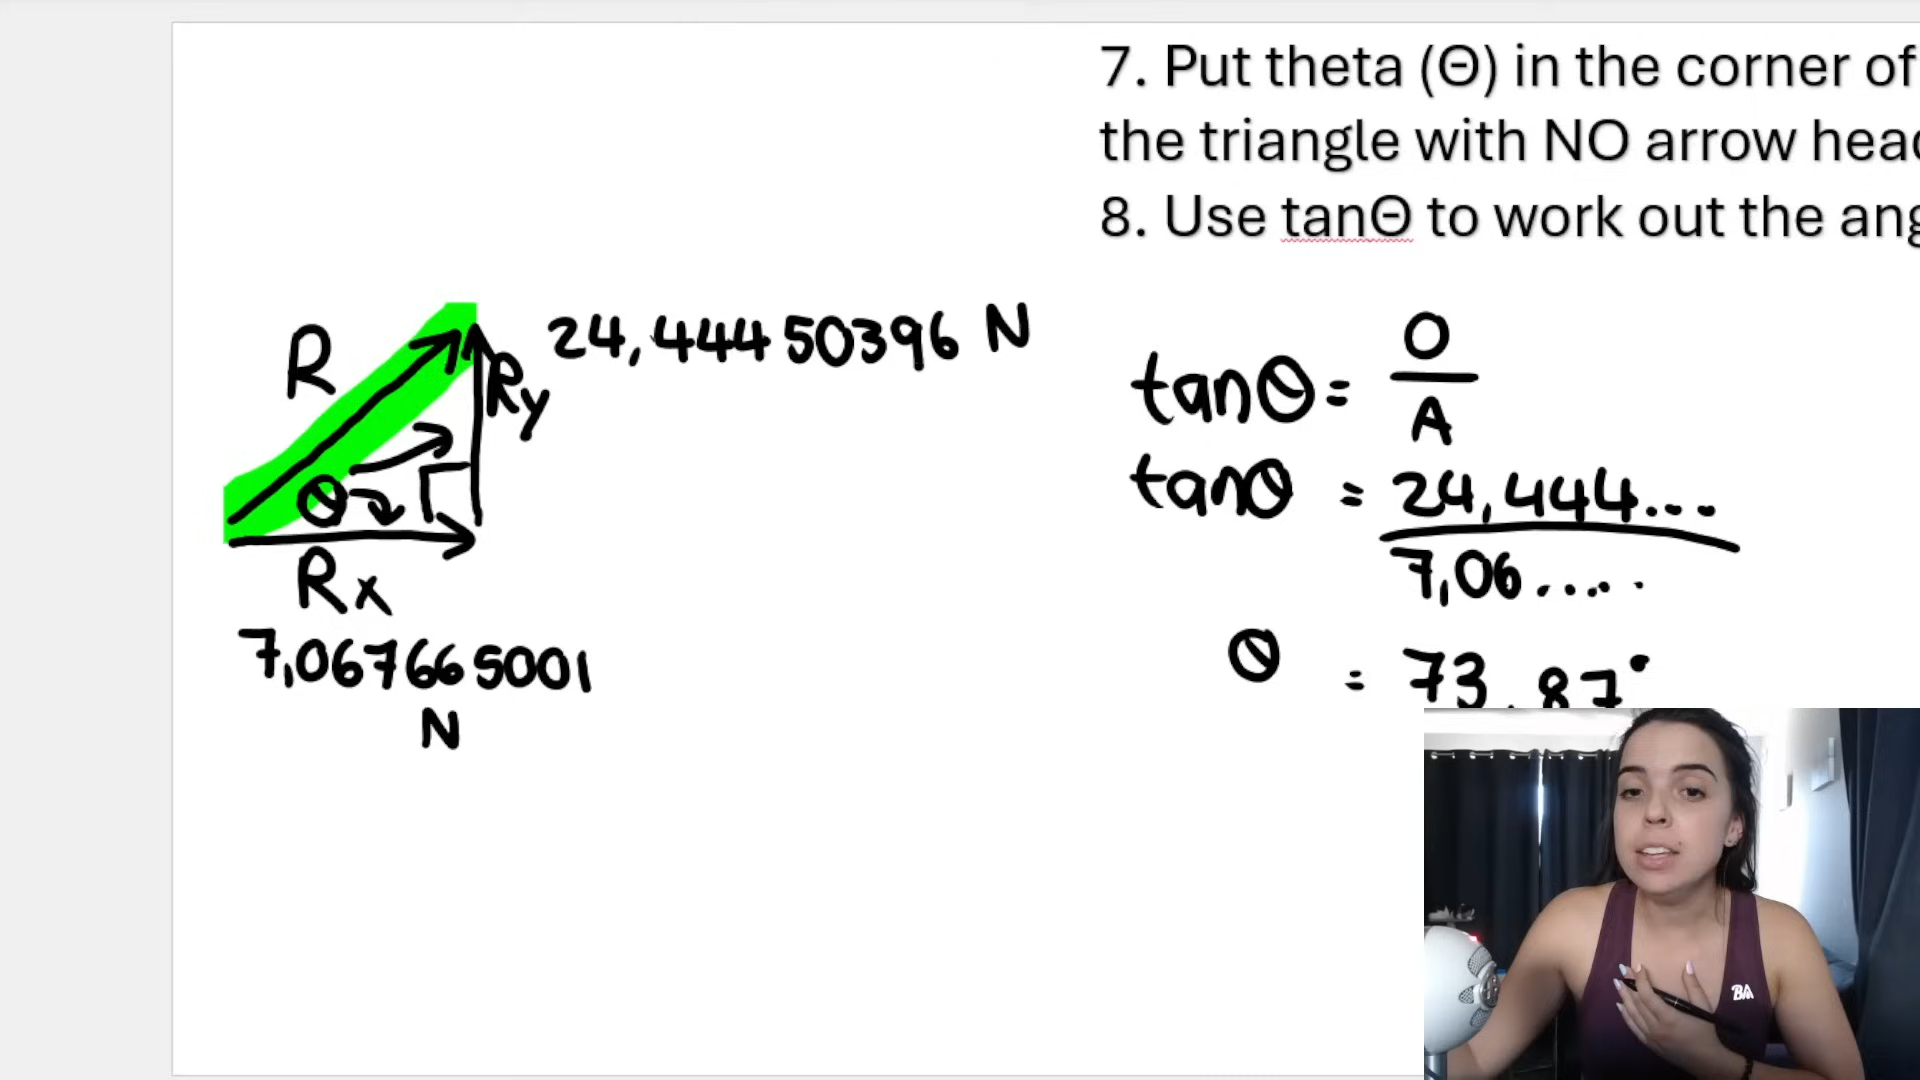 7. Put theta (Θ) in the corner of
the triangle with NO arrow head
8. Use tanΘ to work out the ang
R
Ry
24,44450396 N
θ
Rx
7,067665001
N
tanθ = O
A
tanθ = 24,444...
7,06.....
θ = 73,87°
BA